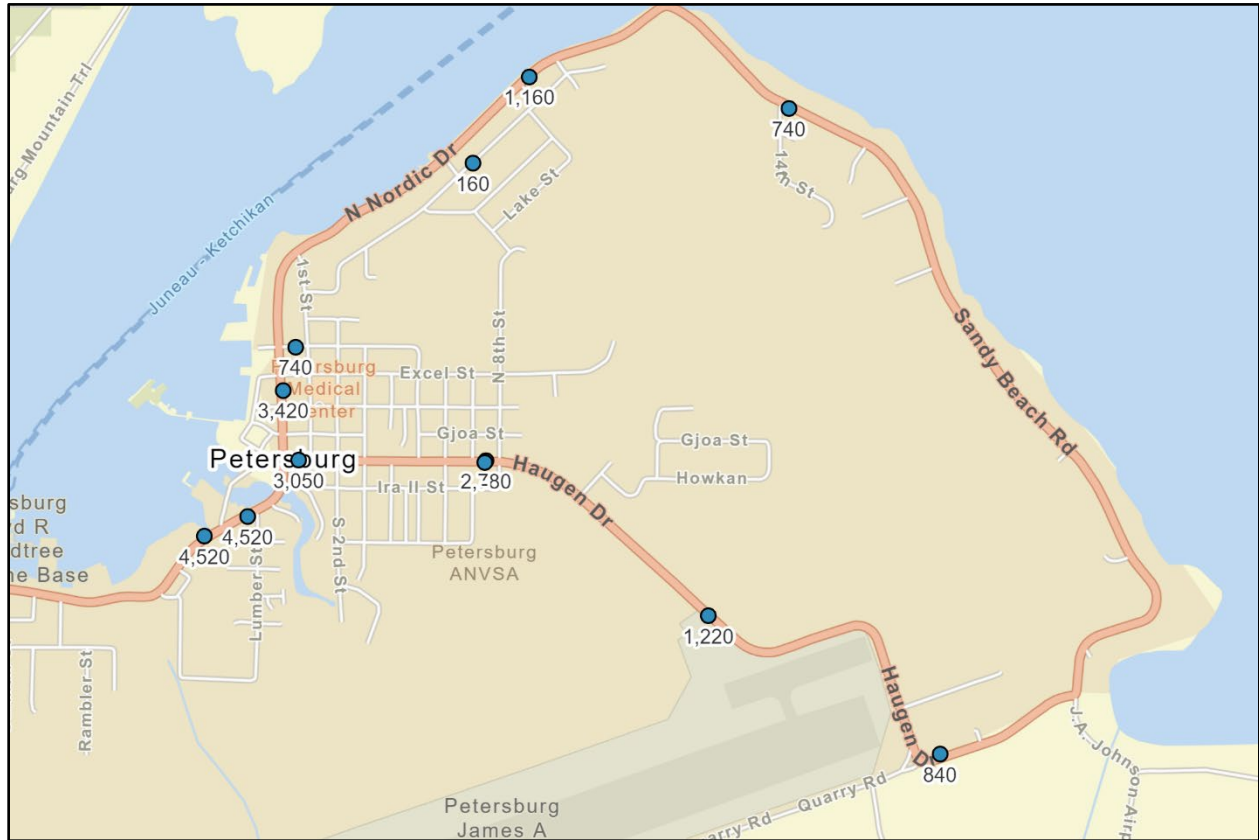 Mountain Trl
1,160
740
N Nordic Dr
160
14th St
Lake St
Juneau - Ketchikan
1st St
N 8th St
Sandy Beach Rd
740
Medical
Excel St
3,420
Gjoa St
Gjoa St
Petersburg
3,050
Haugen Dr
Howkan
Ira II St
4,520
4,520
S 2nd St
Petersburg
ANVSA
Lumber St
1,220
Rambler St
Haugen Dr
J.A. Johnson
840
Quarry Rd
Petersburg
James A
Rd